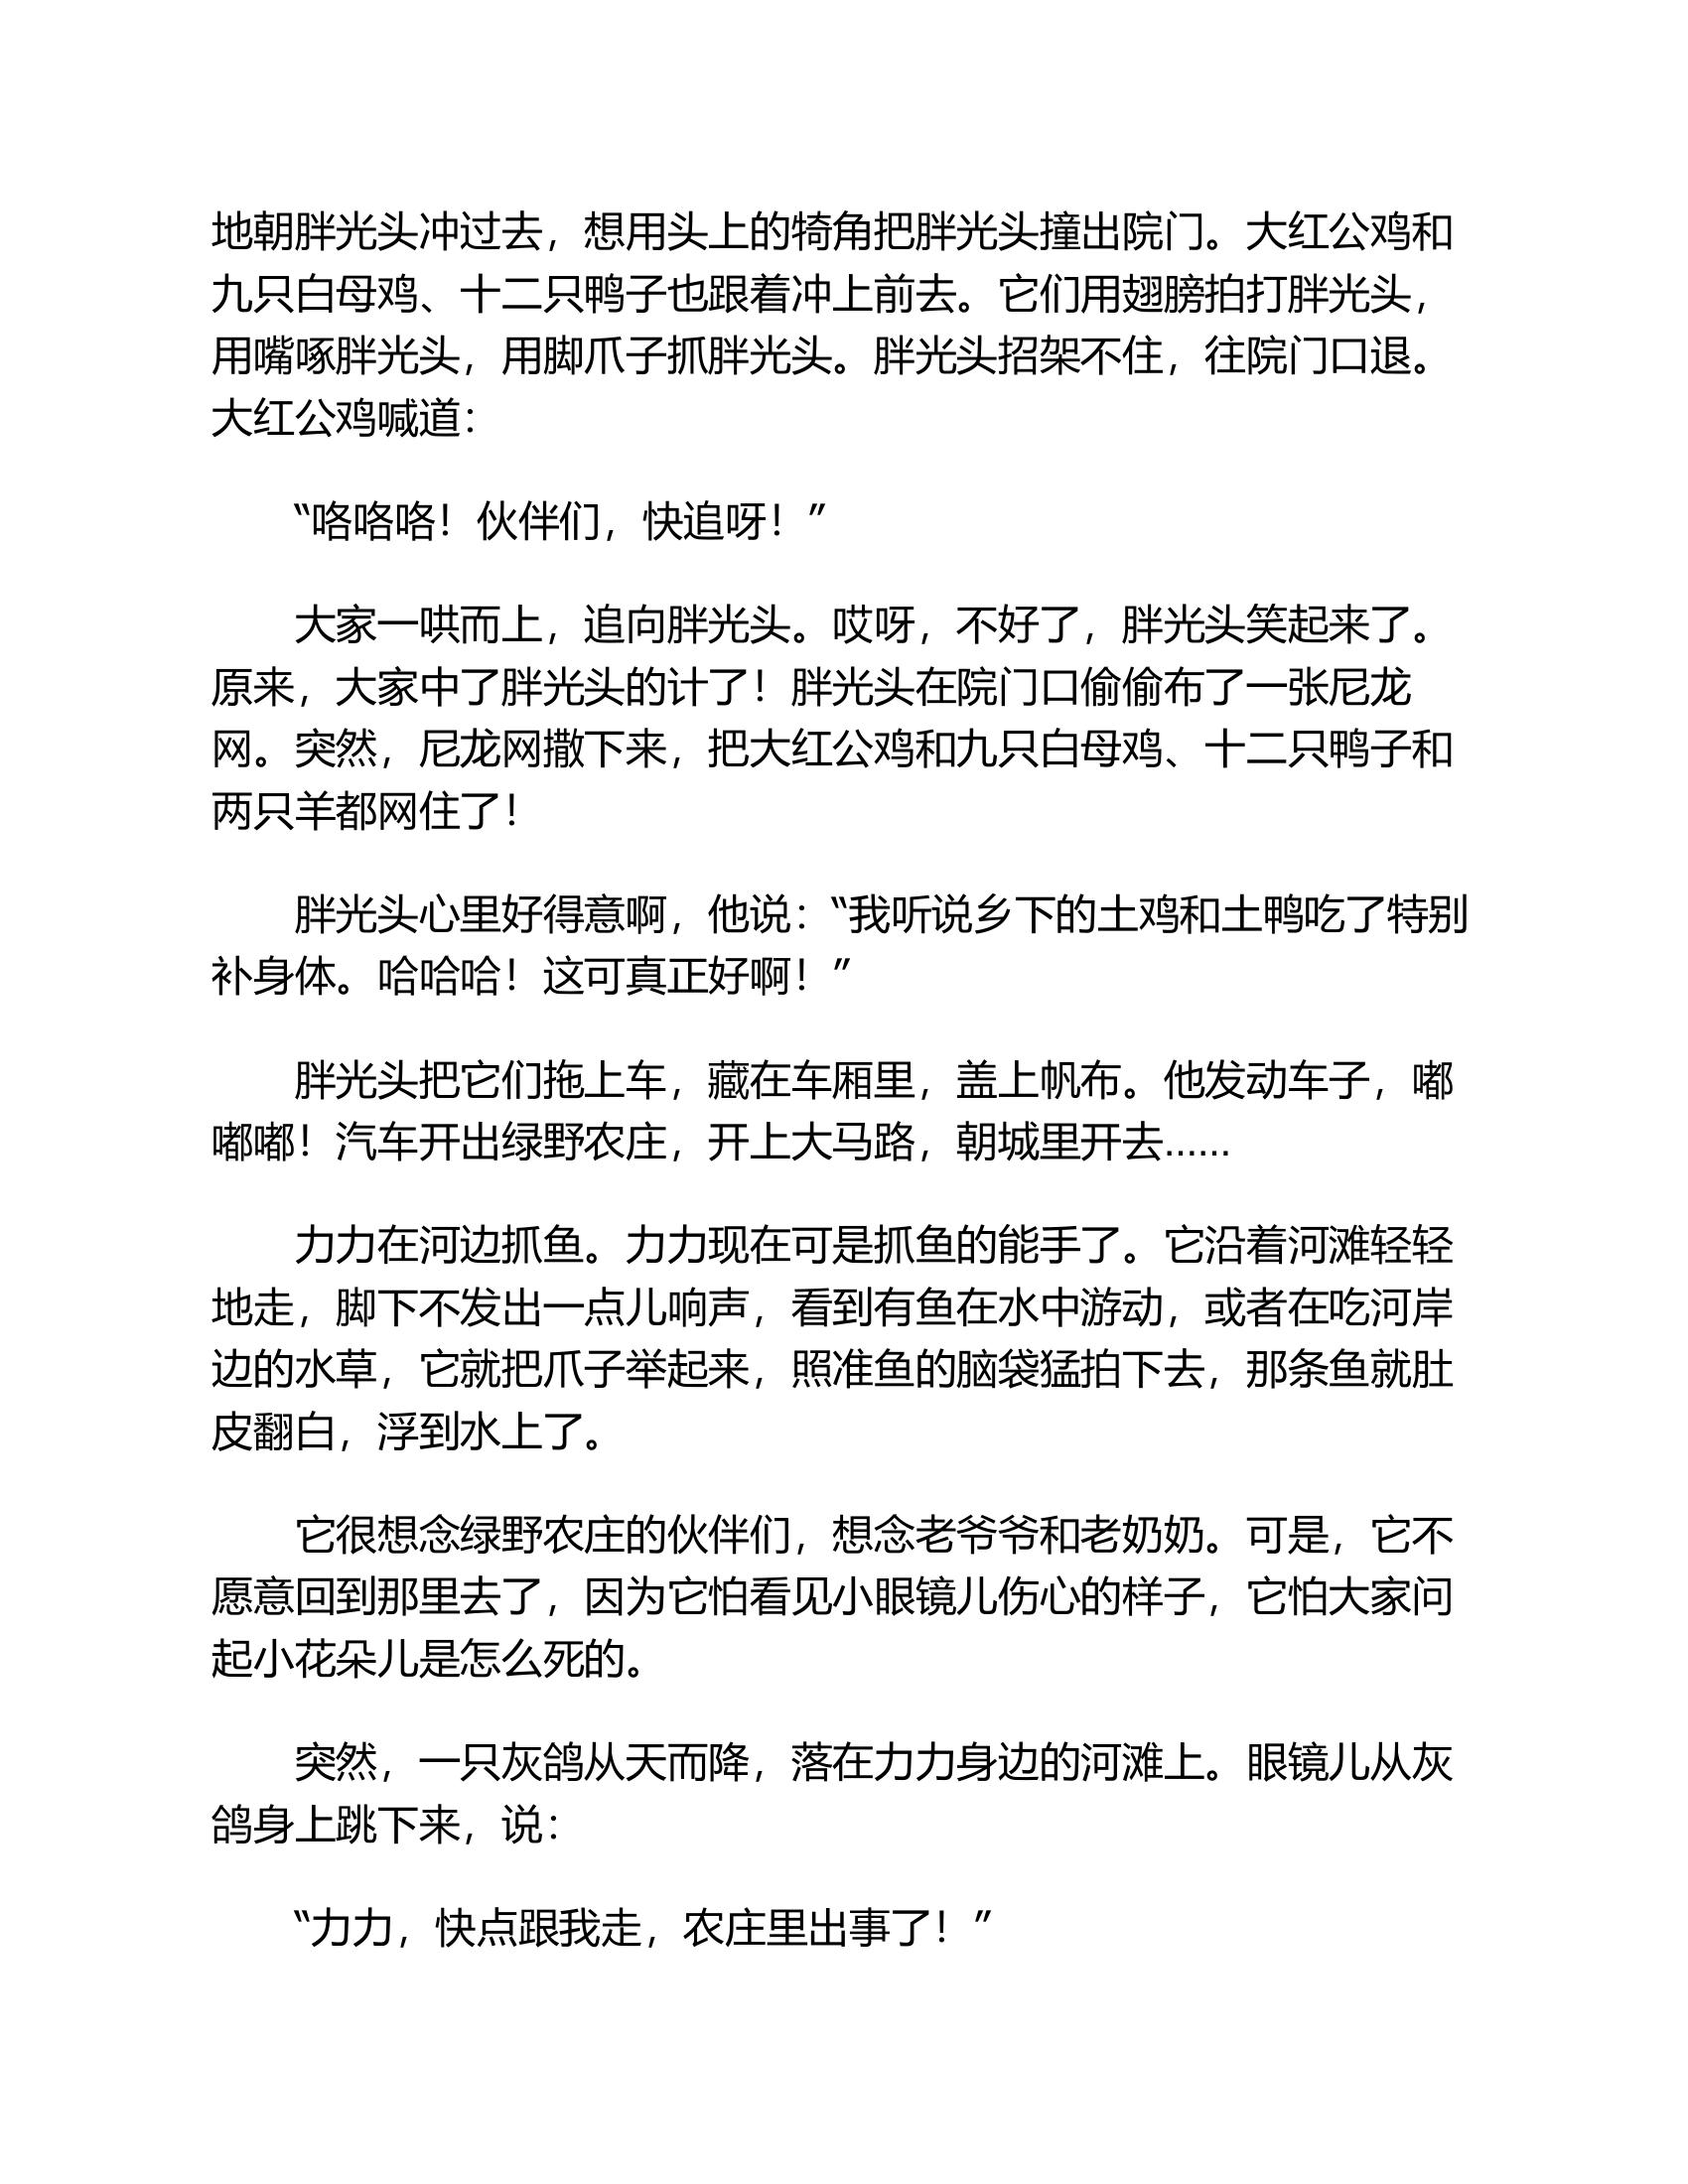 地朝胖光头冲过去，想用头上的犄角把胖光头撞出院门。大红公鸡和
九只白母鸡、十二只鸭子也跟着冲上前去。它们用翅膀拍打胖光头，
用嘴啄胖光头，用脚爪子抓胖光头。胖光头招架不住，往院门口退。
大红公鸡喊道：
“咯咯咯！伙伴们，快追呀！”
大家一哄而上，追向胖光头。哎呀，不好了，胖光头笑起来了。
原来，大家中了胖光头的计了！胖光头在院门口偷偷布了一张尼龙
网。突然，尼龙网撒下来，把大红公鸡和九只白母鸡、十二只鸭子和
两只羊都网住了！
胖光头心里好得意啊，他说：“我听说乡下的土鸡和土鸭吃了特别
补身体。哈哈哈！这可真正好啊！”
胖光头把它们拖上车，藏在车厢里，盖上帆布。他发动车子，嘟
嘟嘟！汽车开出绿野农庄，开上大马路，朝城里开去……
力力在河边抓鱼。力力现在可是抓鱼的能手了。它沿着河滩轻轻
地走，脚下不发出一点儿响声，看到有鱼在水中游动，或者在吃河岸
边的水草，它就把爪子举起来，照准鱼的脑袋猛拍下去，那条鱼就肚
皮翻白，浮到水上了。
它很想念绿野农庄的伙伴们，想念老爷爷和老奶奶。可是，它不
愿意回到那里去了，因为它怕看见小眼镜儿伤心的样子，它怕大家问
起小花朵儿是怎么死的。
突然，一只灰鸽从天而降，落在力力身边的河滩上。眼镜儿从灰
鸽身上跳下来，说：
“力力，快点跟我走，农庄里出事了！”